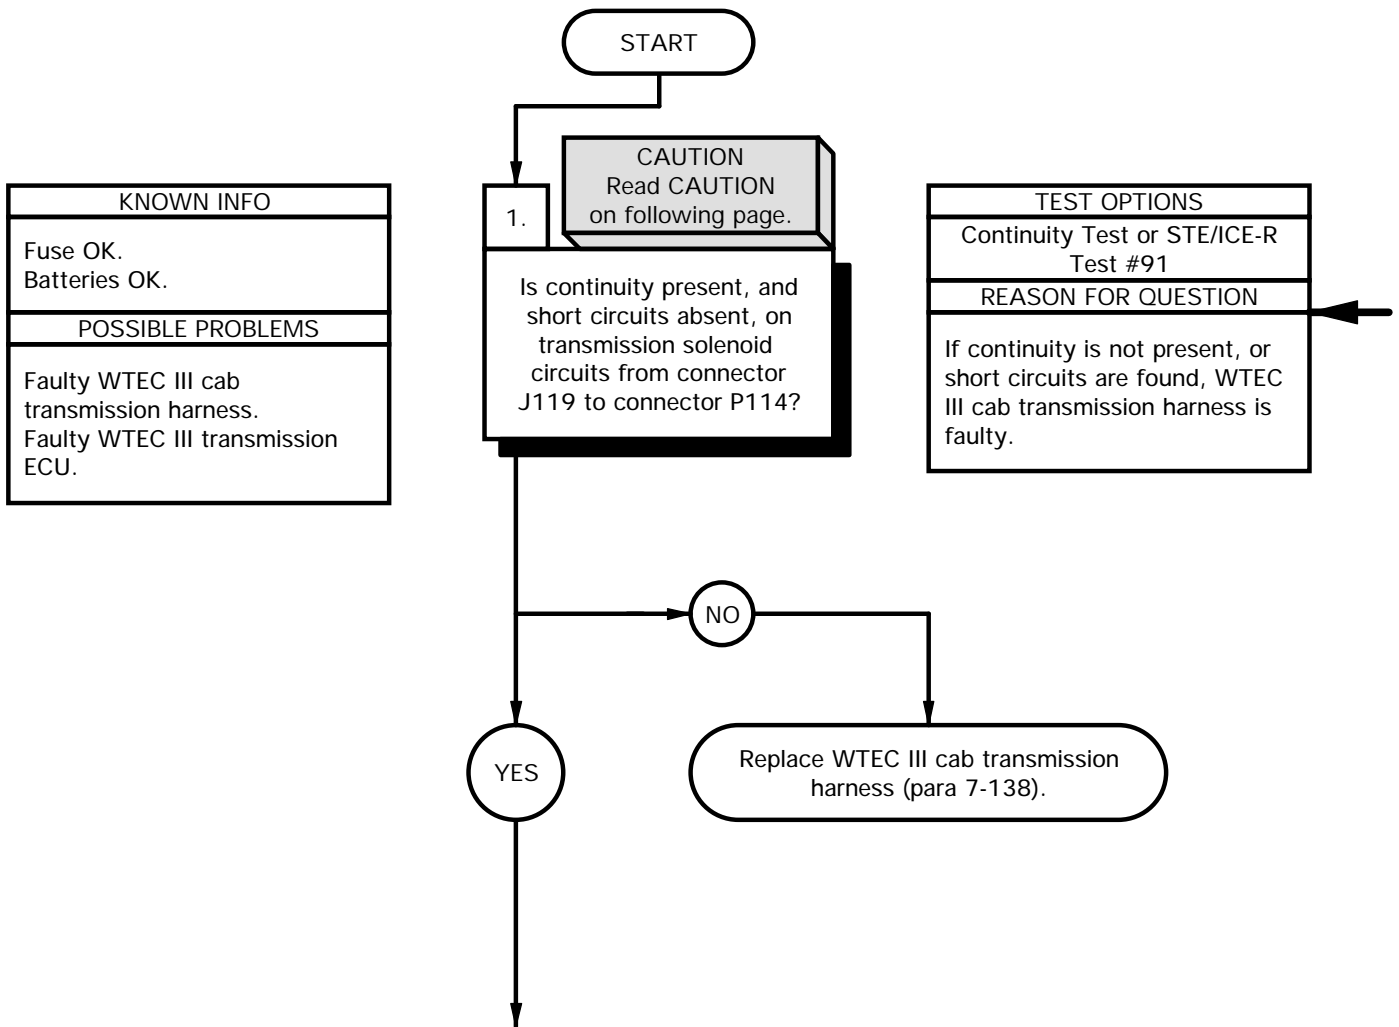 START
CAUTION
Read CAUTION
on following page.
1.
Is continuity present, and
short circuits absent, on
transmission solenoid
circuits from connector
J119 to connector P114?
KNOWN INFO
Fuse OK.
Batteries OK.
POSSIBLE PROBLEMS
Faulty WTEC III cab
transmission harness.
Faulty WTEC III transmission
ECU.
TEST OPTIONS
Continuity Test or STE/ICE-R
Test #91
REASON FOR QUESTION
If continuity is not present, or
short circuits are found, WTEC
III cab transmission harness is
faulty.
NO
YES
Replace WTEC III cab transmission
harness (para 7-138).